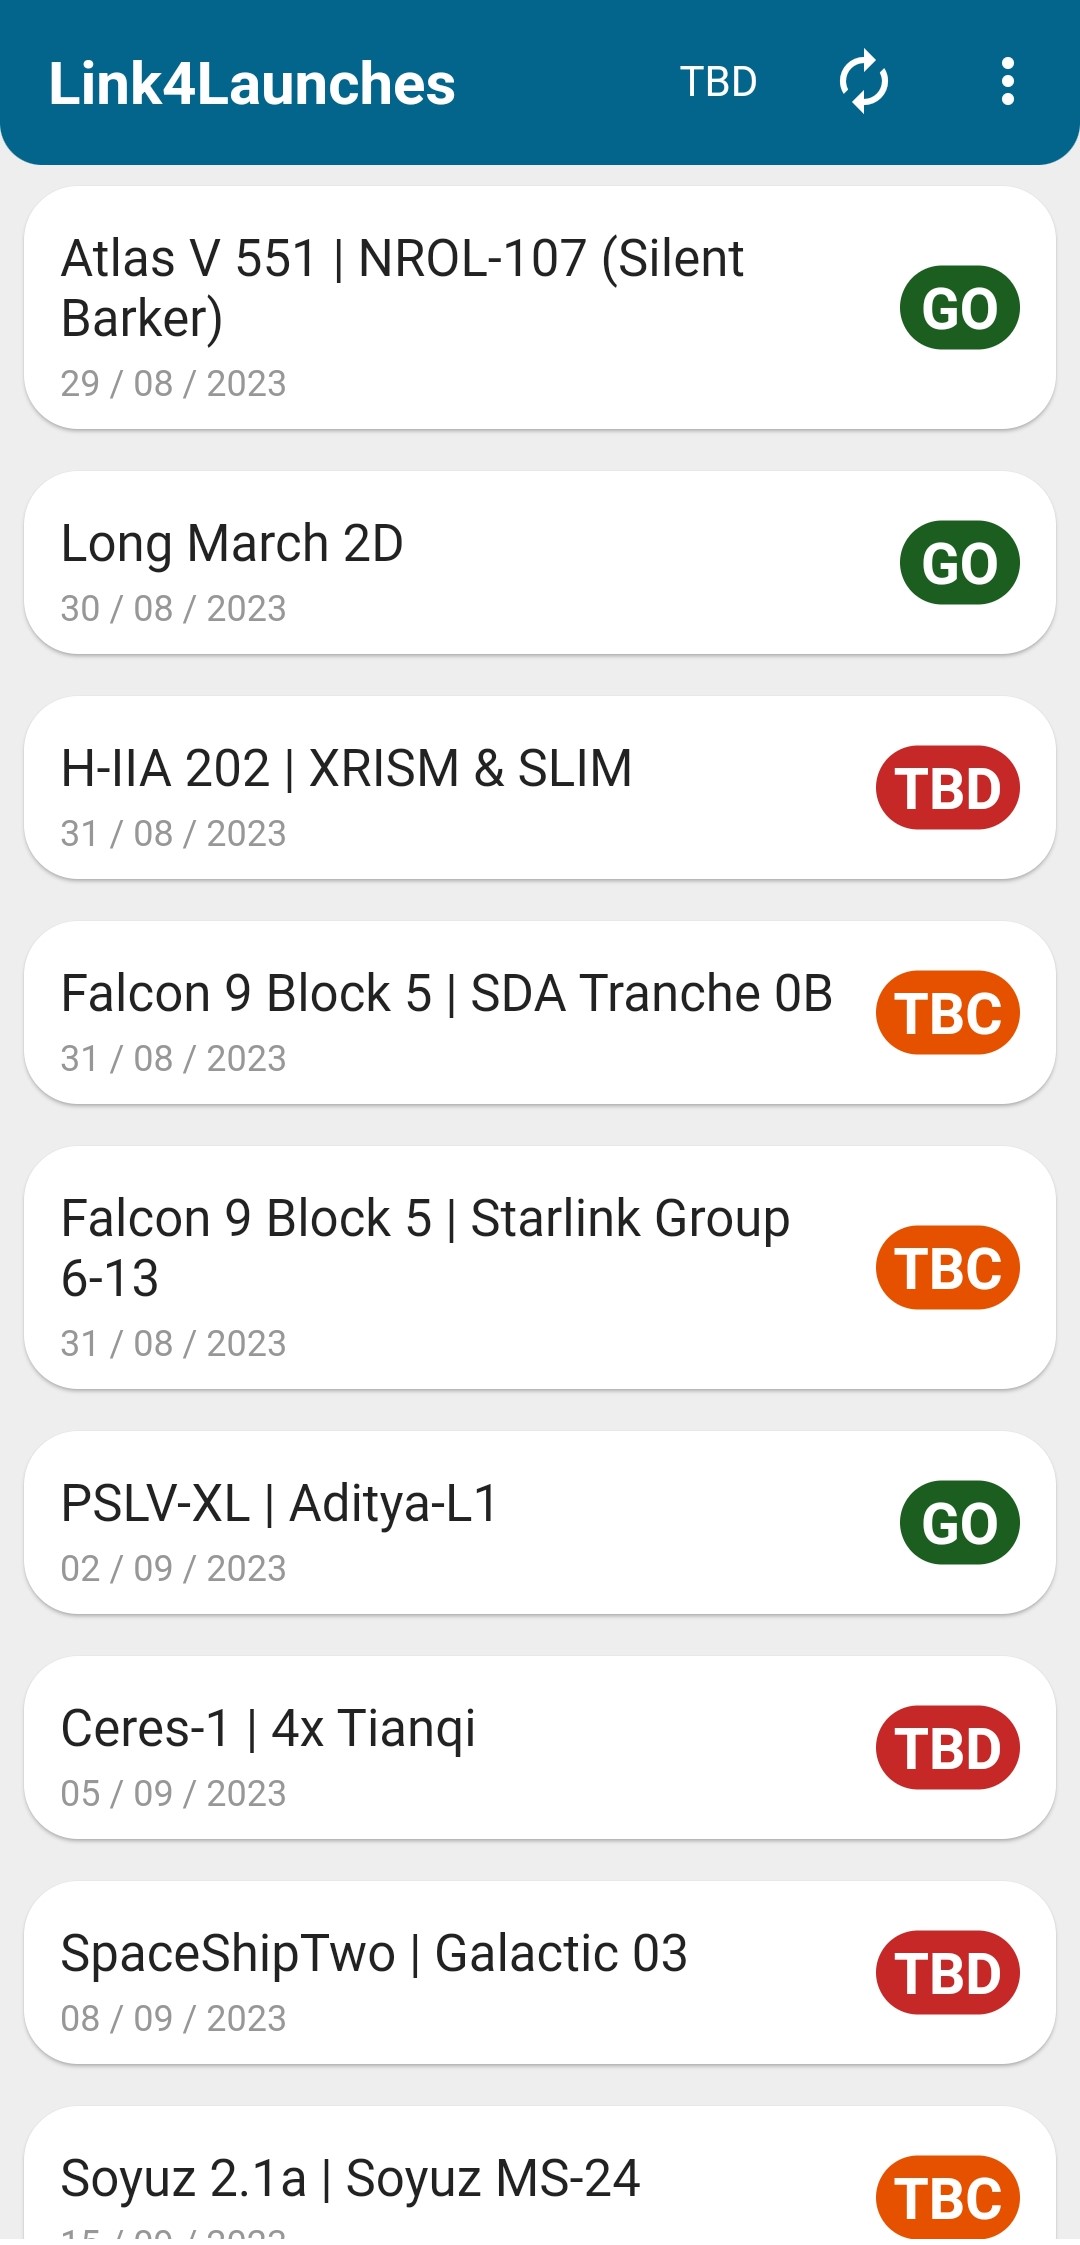 Link4Launches
TBD
Atlas V 551 | NROL-107 (Silent
Barker)
GO
29 / 08 / 2023
Long March 2D
GO
30 / 08 / 2023
H-IIA 202 | XRISM & SLIM
TBD
31 / 08 / 2023
Falcon 9 Block 5 | SDA Tranche 0B
TBC
31 / 08 / 2023
Falcon 9 Block 5 | Starlink Group
6-13
TBC
31 / 08 / 2023
PSLV-XL | Aditya-L1
GO
02 / 09 / 2023
Ceres-1 | 4x Tianqi
TBD
05 / 09 / 2023
SpaceShipTwo | Galactic 03
TBD
08 / 09 / 2023
Soyuz 2.1a | Soyuz MS-24
TBC